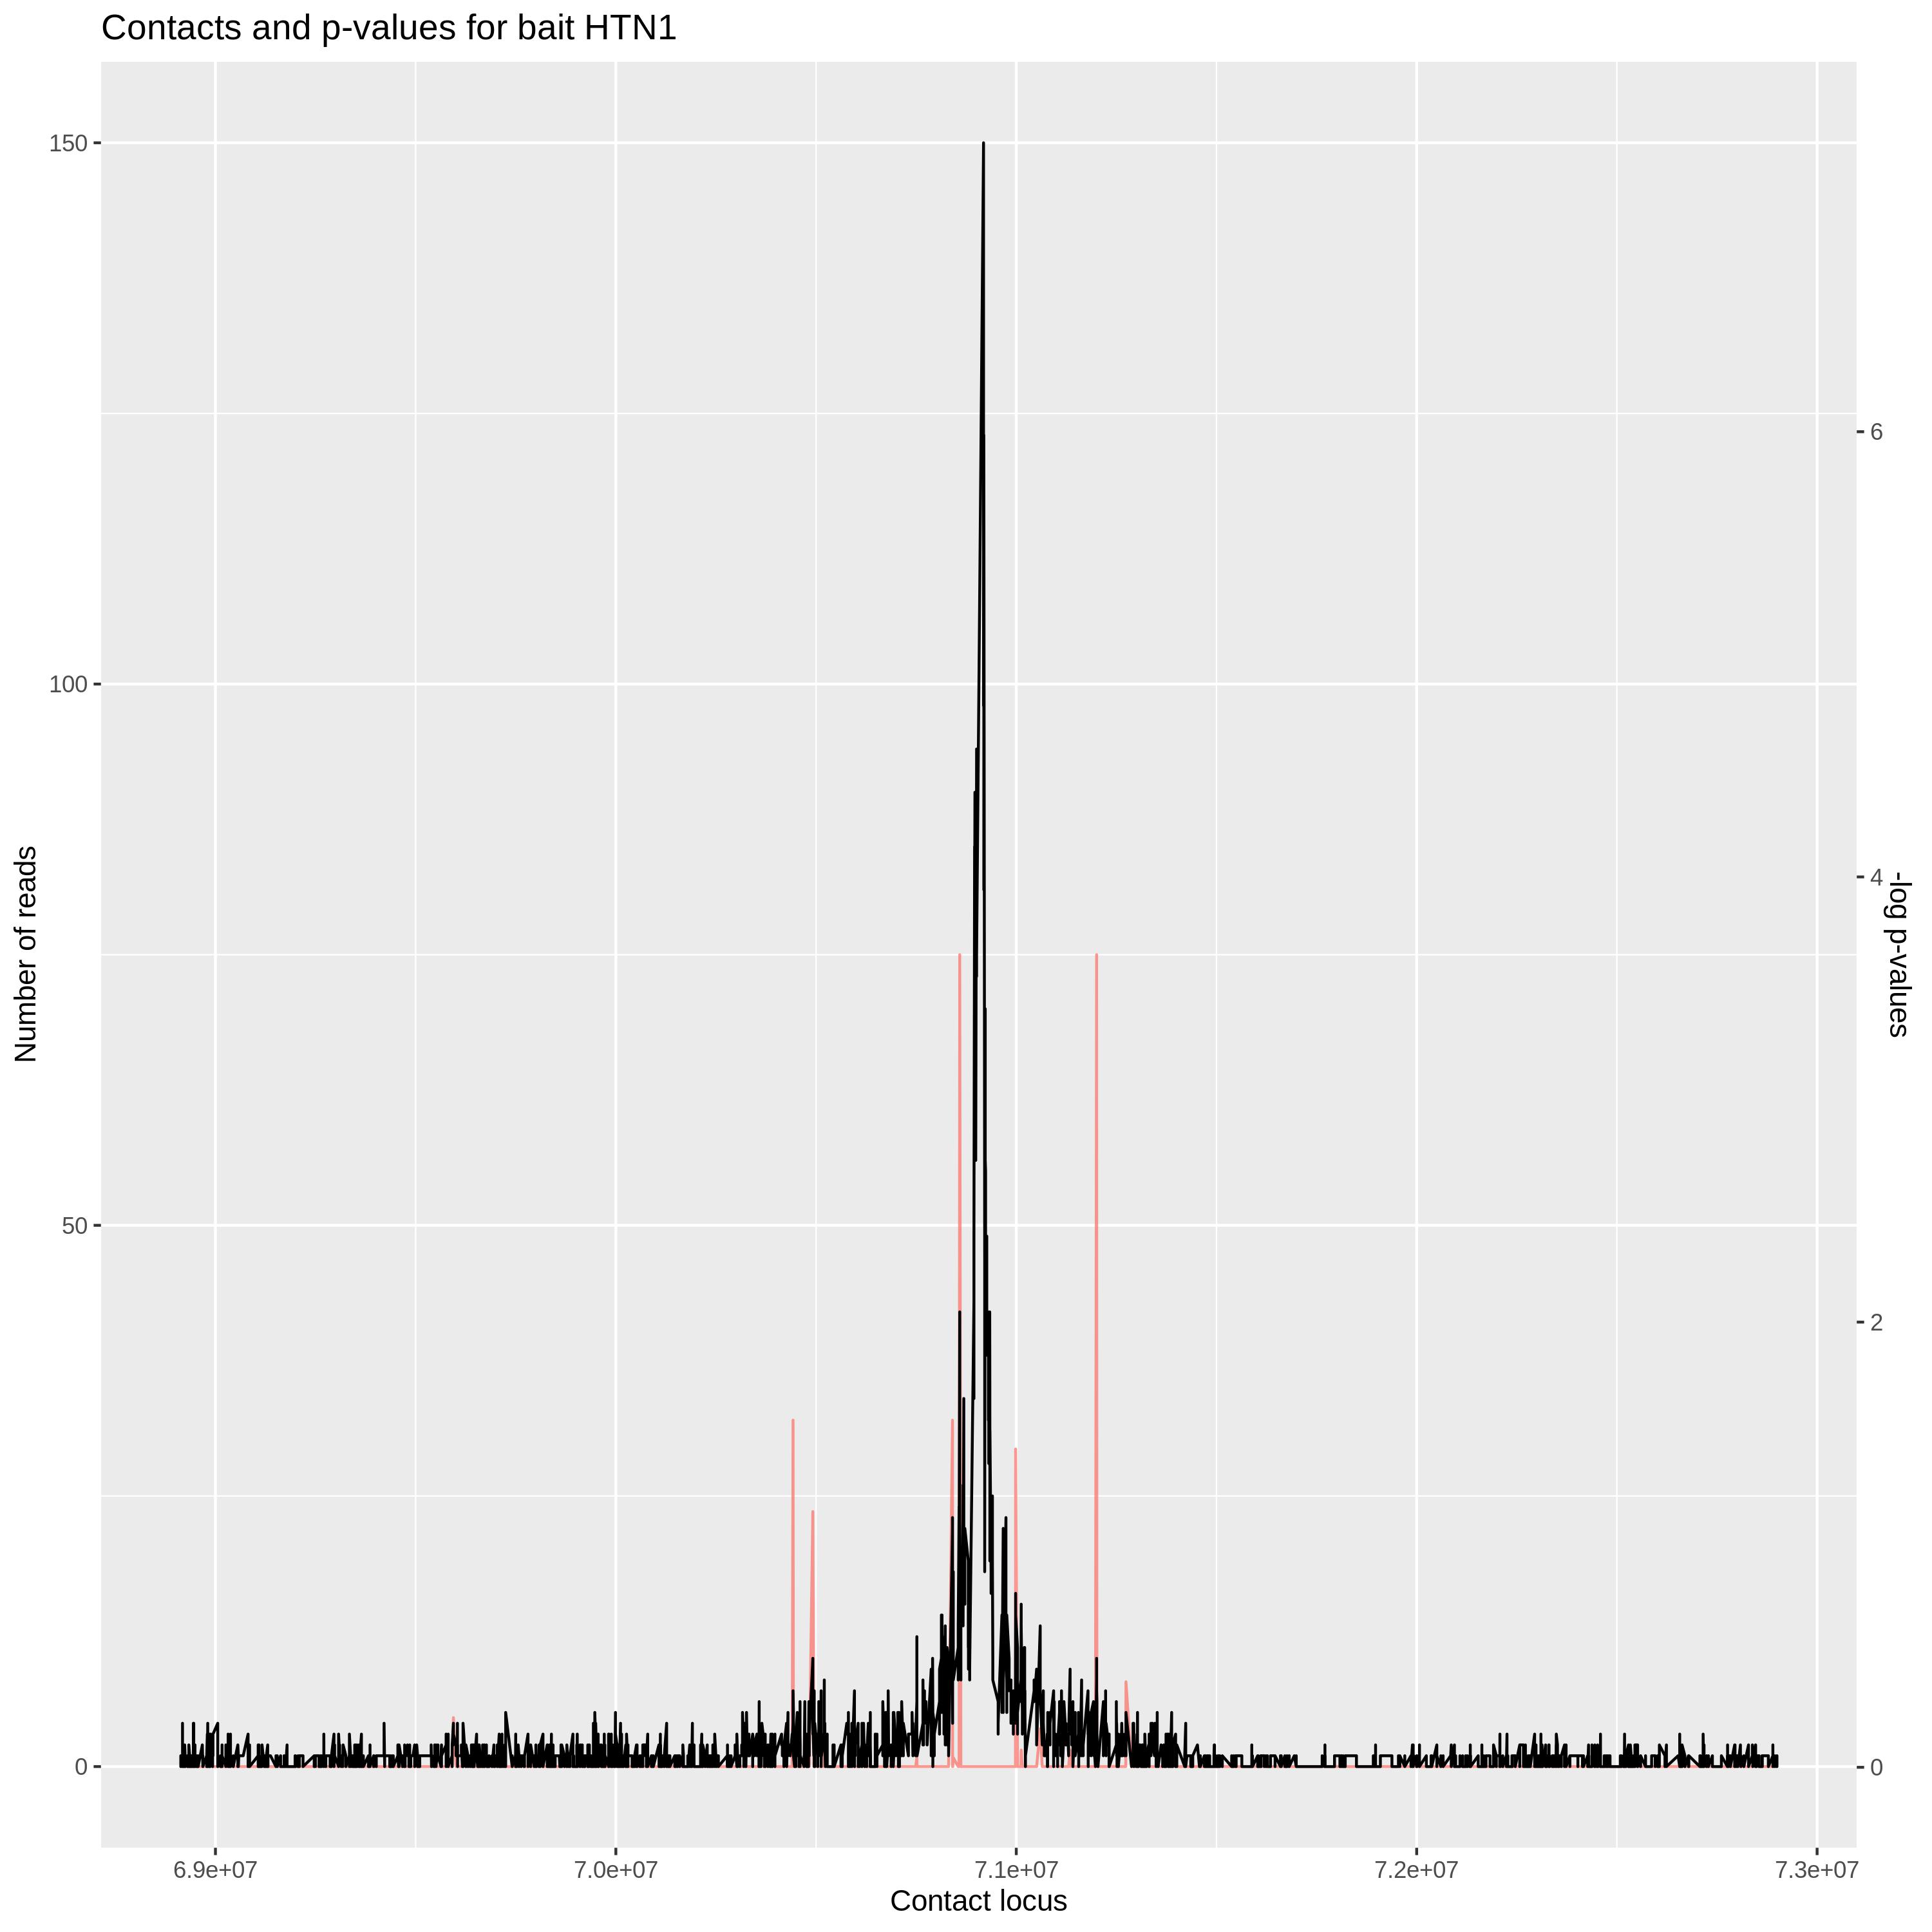 Contacts and p-values for bait HTN1
150
100
50
0
Number of reads
6
4
2
0
-log p-values
6.9e+07
7.0e+07
7.1e+07
7.2e+07
7.3e+07
Contact locus